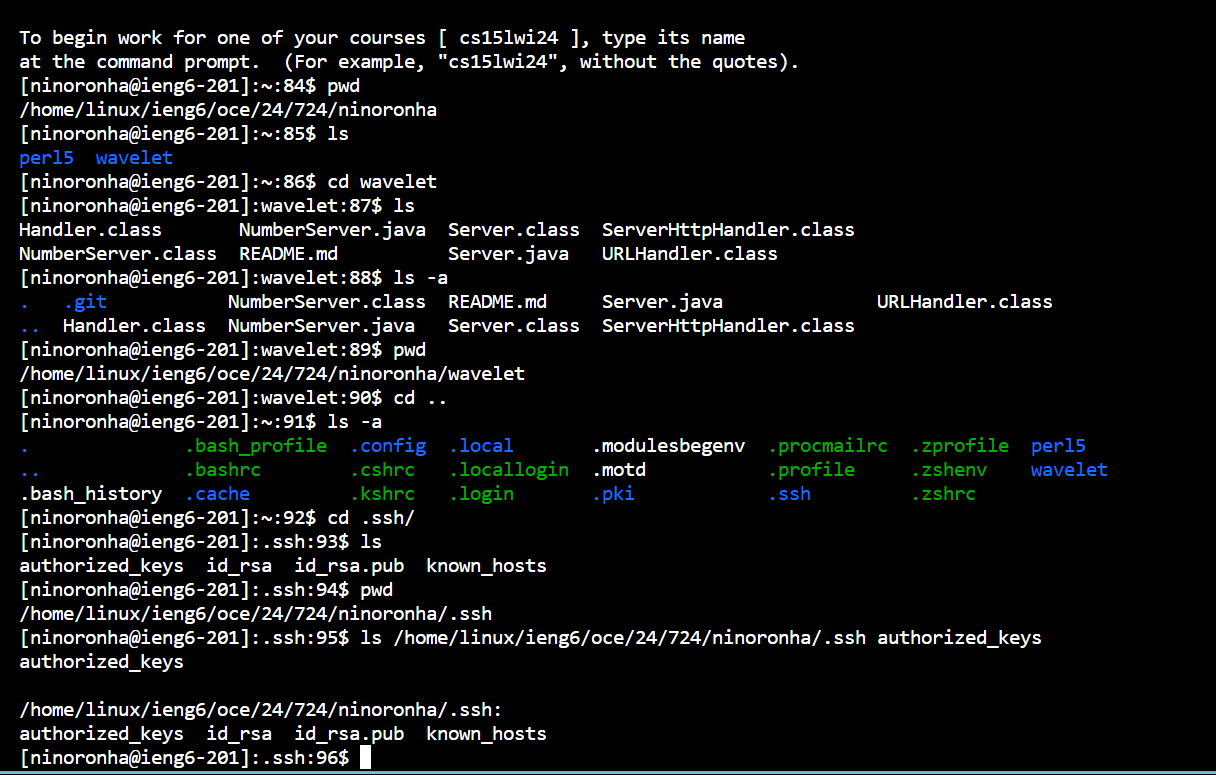 To begin work for one of your courses [ cs15lwi24 ], type its name
at the command prompt.  (For example, "cs15lwi24", without the quotes).
[ninoronha@ieng6-201]:~:84$ pwd
/home/linux/ieng6/oce/24/724/ninoronha
[ninoronha@ieng6-201]:~:85$ ls
perl5  wavelet
[ninoronha@ieng6-201]:~:86$ cd wavelet
[ninoronha@ieng6-201]:wavelet:87$ ls
Handler.class       NumberServer.java  Server.class  ServerHttpHandler.class
NumberServer.class  README.md          Server.java   URLHandler.class
[ninoronha@ieng6-201]:wavelet:88$ ls -a
.   .git           NumberServer.class  README.md     Server.java              URLHandler.class
..  Handler.class  NumberServer.java   Server.class  ServerHttpHandler.class
[ninoronha@ieng6-201]:wavelet:89$ pwd
/home/linux/ieng6/oce/24/724/ninoronha/wavelet
[ninoronha@ieng6-201]:wavelet:90$ cd ..
[ninoronha@ieng6-201]:~:91$ ls -a
.              .bash_profile  .config  .local       .modulesbegenv  .procmailrc  .zprofile  perl5
..             .bashrc        .cshrc   .locallogin  .motd           .profile     .zshenv    wavelet
.bash_history  .cache         .kshrc   .login       .pki            .ssh         .zshrc
[ninoronha@ieng6-201]:~:92$ cd .ssh/
[ninoronha@ieng6-201]:.ssh:93$ ls
authorized_keys  id_rsa  id_rsa.pub  known_hosts
[ninoronha@ieng6-201]:.ssh:94$ pwd
/home/linux/ieng6/oce/24/724/ninoronha/.ssh
[ninoronha@ieng6-201]:.ssh:95$ ls /home/linux/ieng6/oce/24/724/ninoronha/.ssh authorized_keys
authorized_keys

/home/linux/ieng6/oce/24/724/ninoronha/.ssh:
authorized_keys  id_rsa  id_rsa.pub  known_hosts
[ninoronha@ieng6-201]:.ssh:96$